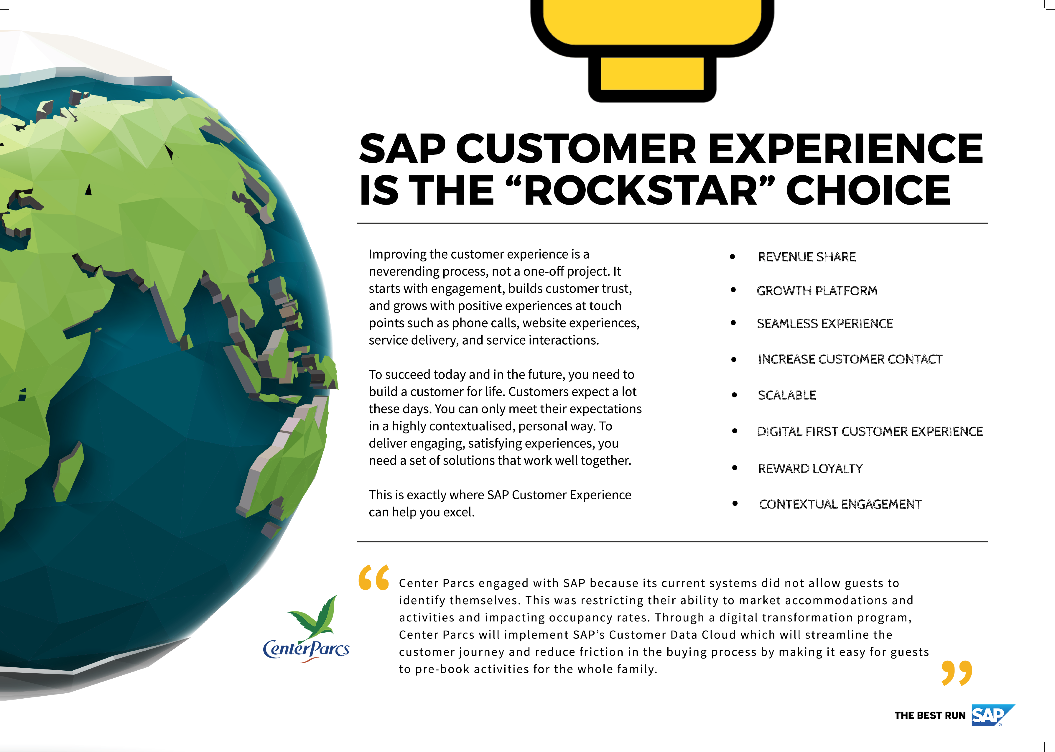 SAP CUSTOMER EXPERIENCE
IS THE “ROCKSTAR” CHOICE
Improving the customer experience is a
neverending process, not a one-off project. It
starts with engagement, builds customer trust,
and grows with positive experiences at touch
points such as phone calls, website experiences,
service delivery, and service interactions.
To succeed today and in the future, you need to
build a customer for life. Customers expect a lot
these days. You can only meet their expectations
in a highly contextualised, personal way. To
deliver engaging, satisfying experiences, you
need a set of solutions that work well together.
This is exactly where SAP Customer Experience
can help you excel.
• REVENUE SHARE
• GROWTH PLATFORM
• SEAMLESS EXPERIENCE
• INCREASE CUSTOMER CONTACT
• SCALABLE
• DIGITAL FIRST CUSTOMER EXPERIENCE
• REWARD LOYALTY
• CONTEXTUAL ENGAGEMENT
CenterParcs
“Center Parcs engaged with SAP because its current systems did not allow guests to
identify themselves. This was restricting their ability to market accommodations and
activities and impacting occupancy rates. Through a digital transformation program,
Center Parcs will implement SAP’s Customer Data Cloud which will streamline the
customer journey and reduce friction in the buying process by making it easy for guests
to pre-book activities for the whole family.”
THE BEST RUN SAP